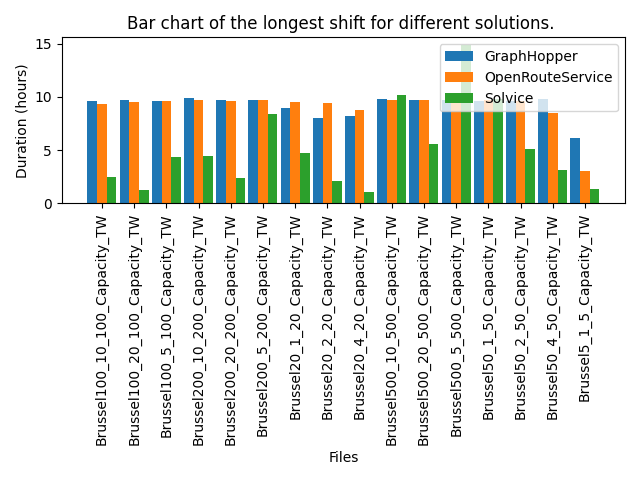 Bar chart of the longest shift for different solutions.
Duration (hours)
15
10
5
0
GraphHopper
OpenRouteService
Solvice
Brussel100_10_100_Capacity_TW
Brussel100_20_100_Capacity_TW
Brussel100_5_100_Capacity_TW
Brussel200_10_200_Capacity_TW
Brussel200_20_200_Capacity_TW
Brussel200_5_200_Capacity_TW
Brussel20_1_20_Capacity_TW
Brussel20_2_20_Capacity_TW
Brussel20_4_20_Capacity_TW
Brussel500_10_500_Capacity_TW
Brussel500_20_500_Capacity_TW
Brussel500_5_500_Capacity_TW
Brussel50_1_50_Capacity_TW
Brussel50_2_50_Capacity_TW
Brussel50_4_50_Capacity_TW
Brussel5_1_5_Capacity_TW
Files